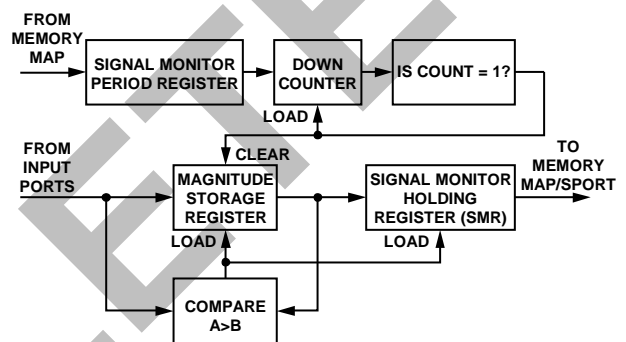 FROM
MEMORY
MAP
SIGNAL MONITOR
PERIOD REGISTER
DOWN
COUNTER
IS COUNT = 1?
LOAD
CLEAR
FROM
INPUT
PORTS
MAGNITUDE
STORAGE
REGISTER
SIGNAL MONITOR
HOLDING
REGISTER (SMR)
TO
MEMORY
MAP/SPORT
LOAD
LOAD
COMPARE
A>B